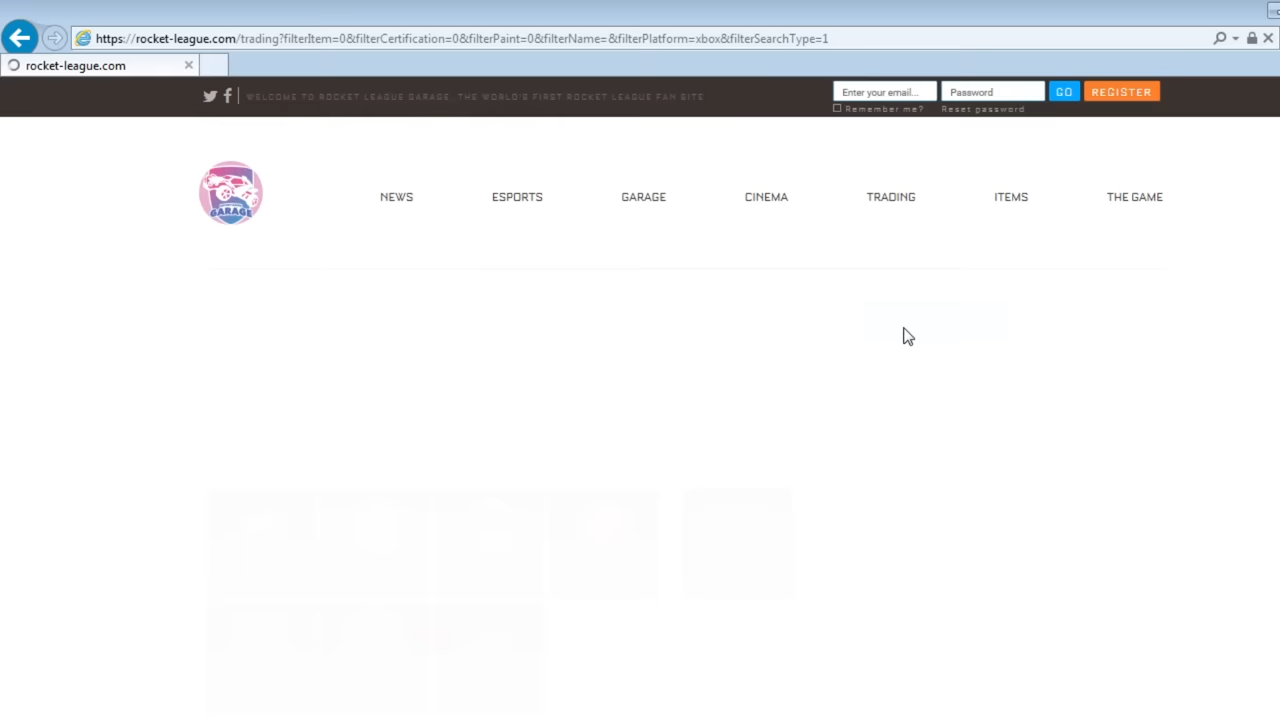 https://rocket-league.com/trading?filterItem=0&filterCertification=0&filterPaint=0&filterName=&filterPlatform=xbox&filterSearchType=1
rocket-league.com
WELCOME TO ROCKET LEAGUE GARAGE, THE WORLD'S FIRST ROCKET LEAGUE FAN SITE
Enter your email... Password GO REGISTER
Remember me? Reset password
GARAGE
NEWS ESPORTS GARAGE CINEMA TRADING ITEMS THE GAME